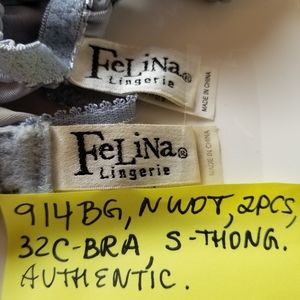 FeLiNa®
Lingerie
MADE IN CHINA
FeLiNa®
Lingerie
MADE IN CHINA
914BG, NWOT, 2PCS,
32C-BRA, S-THONG.
AUTHENTIC.